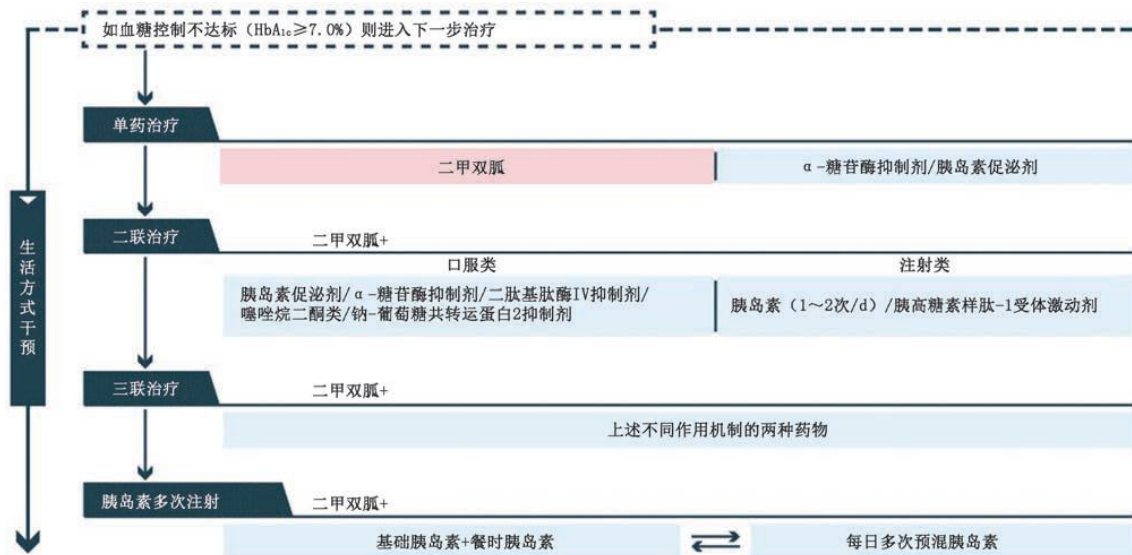 如血糖控制不达标（HbA₁c≥7.0%）则进入下一步治疗
单药治疗
二甲双胍
α-糖苷酶抑制剂/胰岛素促泌剂
生活方式干预
二联治疗
二甲双胍+
口服类
注射类
胰岛素促泌剂/α-糖苷酶抑制剂/二肽基肽酶IV抑制剂/
噻唑烷二酮类/钠-葡萄糖共转运蛋白2抑制剂
胰岛素（1～2次/d）/胰高糖素样肽-1受体激动剂
三联治疗
二甲双胍+
上述不同作用机制的两种药物
胰岛素多次注射
二甲双胍+
基础胰岛素+餐时胰岛素
每日多次预混胰岛素